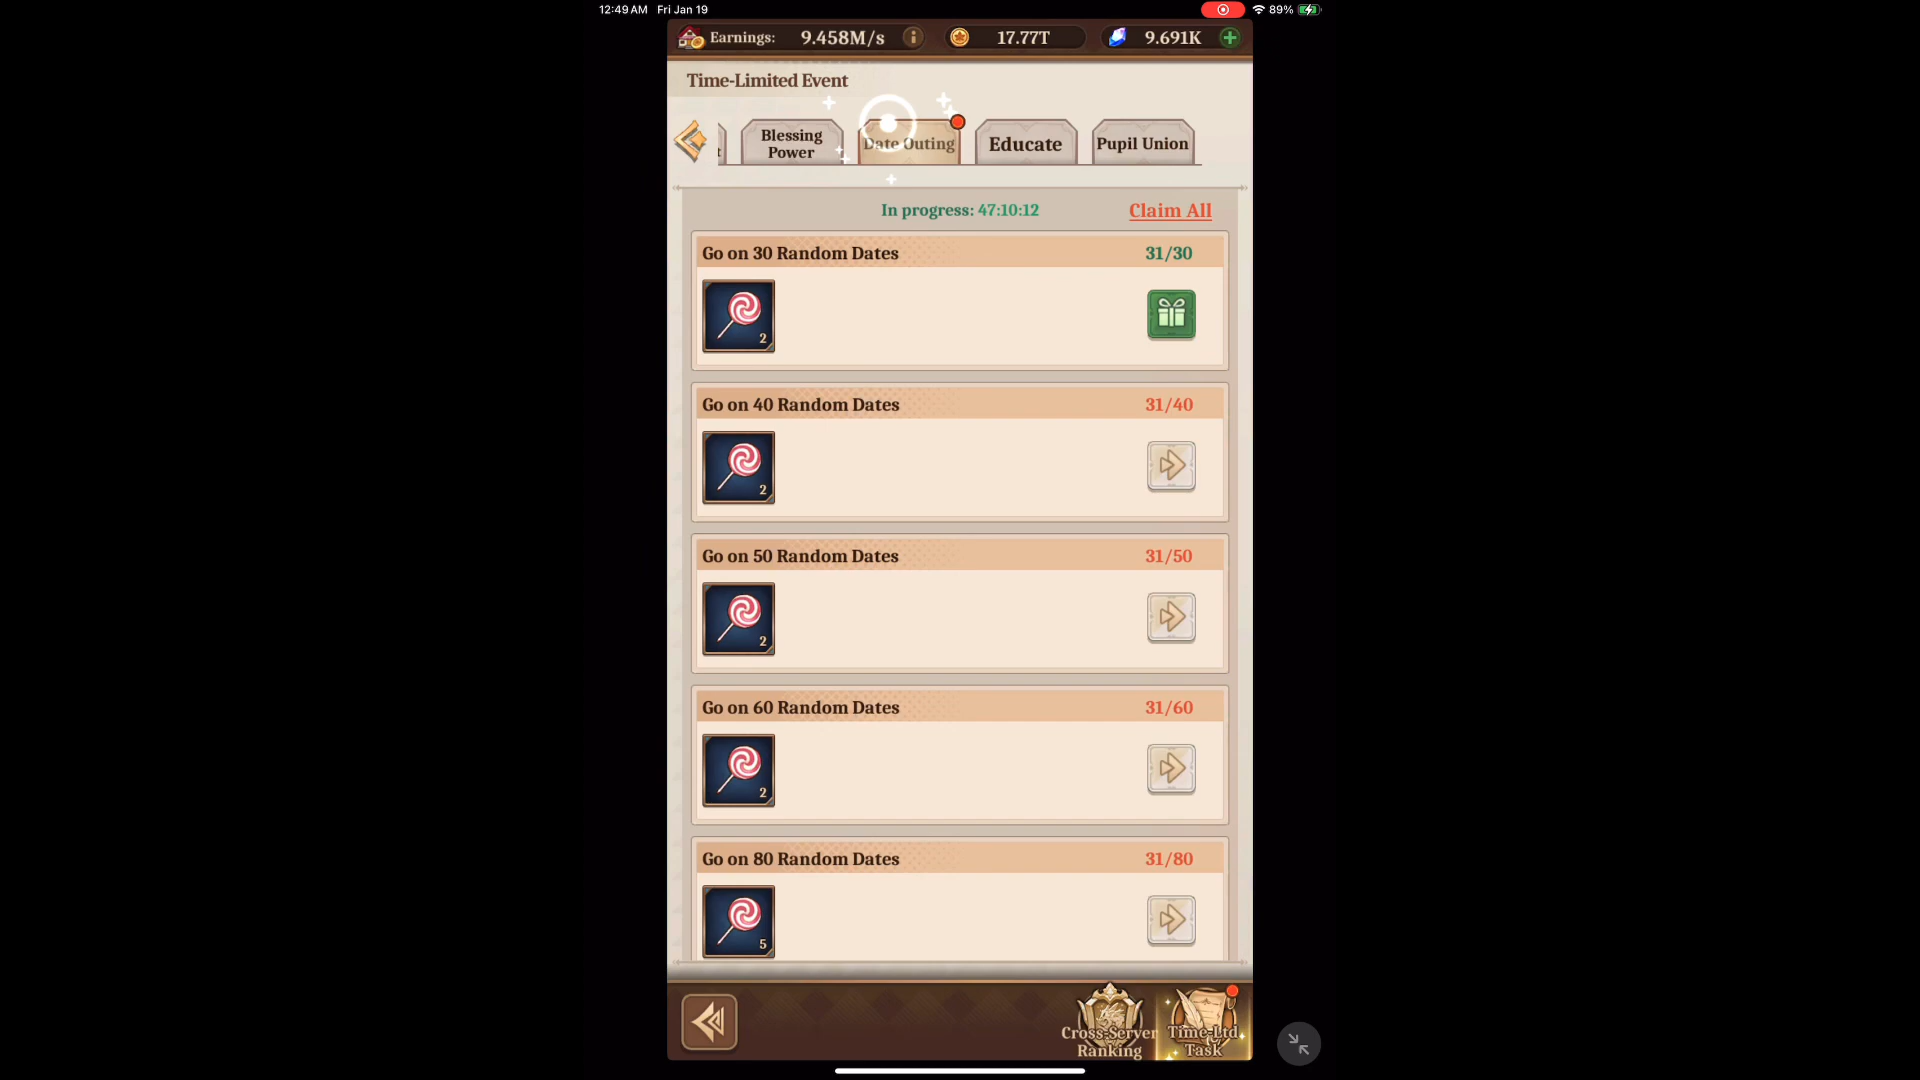 12:49 AM Fri Jan 19
89%
Earnings: 9.458M/s
17.77T
9.691K
Time-Limited Event
t
Blessing
Power
Date Outing
Educate
Pupil Union
In progress: 47:10:12
Claim All
Go on 30 Random Dates
31/30
2
Go on 40 Random Dates
31/40
2
Go on 50 Random Dates
31/50
2
Go on 60 Random Dates
31/60
2
Go on 80 Random Dates
31/80
5
Cross-Server
Ranking
Time-Ltd
Task